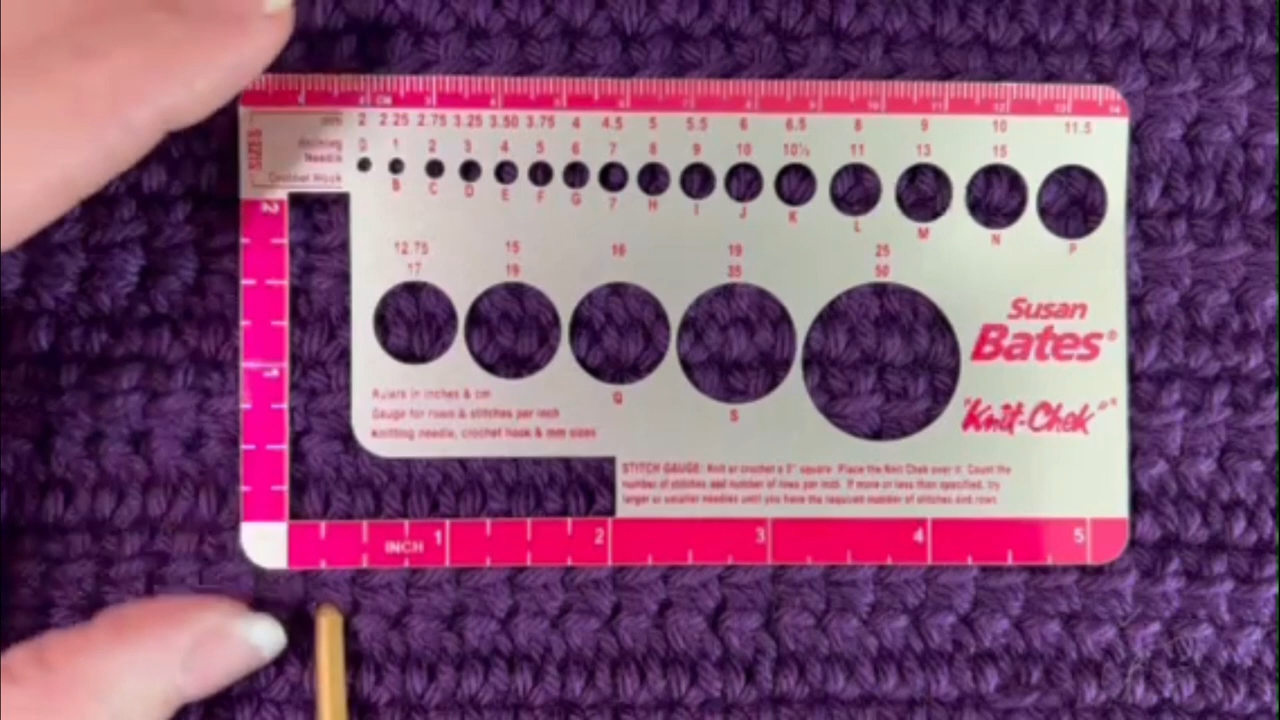 CM
mm 2 2.25 2.75 3.25 3.50 3.75 4 4.5 5 5.5 6 6.5 8 9 10 11.5
SIZES
Knitting Needle 0 1 2 3 4 5 6 7 8 9 10 10½ 11 13 15
Crochet Hook B C D E F G 7 H I J K L M N P
12.75 15 16 19 25
17 19 35 50
Q S
Susan
Bates®
"Knit-Chek"®
Rulers in inches & cm
Gauge for rows & stitches per inch
Knitting needle, crochet hook & mm sizes
STITCH GAUGE: Knit or crochet a 3" square. Place the Knit Chek over it. Count the
number of stitches and number of rows per inch. If more or less than specified, try
larger or smaller needles until you have the required number of stitches and rows.
2
1
INCH 1 2 3 4 5